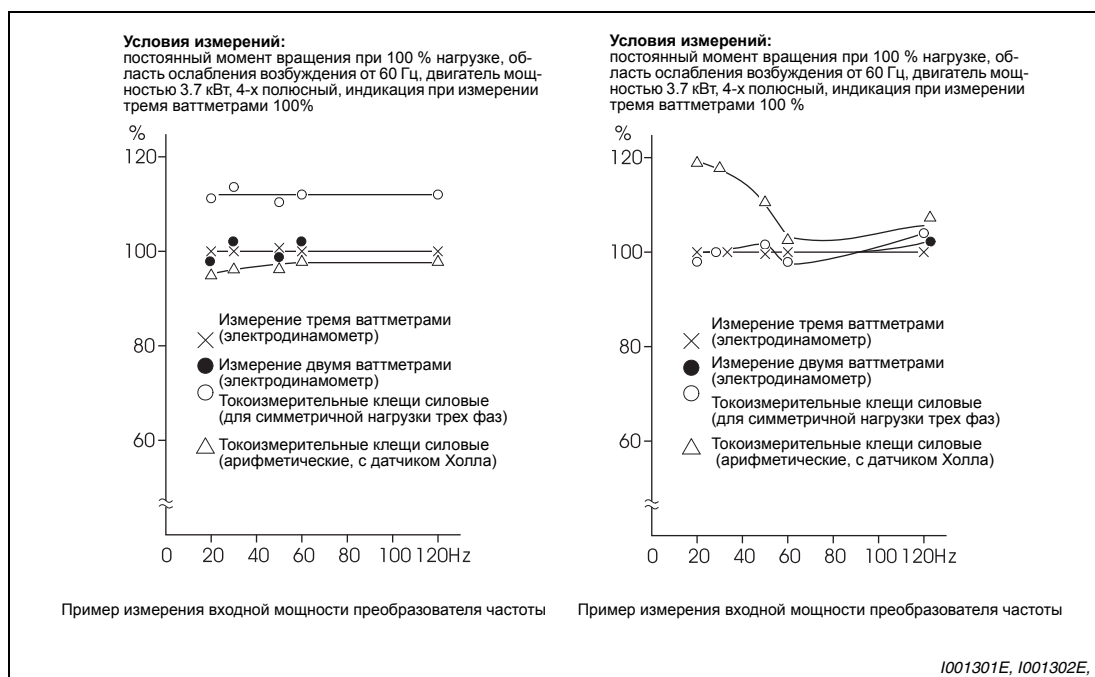 Условия измерений:
постоянный момент вращения при 100 % нагрузке, об-
ласть ослабления возбуждения от 60 Гц, двигатель мощ-
ностью 3.7 кВт, 4-х полюсный, индикация при измерении
тремя ваттметрами 100%
%
120
100
80
60
Измерение тремя ваттметрами
(электродинамометр)
Измерение двумя ваттметрами
(электродинамометр)
Токоизмерительные клещи силовые
(для симметричной нагрузки трех фаз)
Токоизмерительные клещи силовые
(арифметические, с датчиком Холла)
0 20 40 60 80 100 120Hz
Пример измерения входной мощности преобразователя частоты
Условия измерений:
постоянный момент вращения при 100 % нагрузке, об-
ласть ослабления возбуждения от 60 Гц, двигатель мощ-
ностью 3.7 кВт, 4-х полюсный, индикация при измерении
тремя ваттметрами 100 %
%
120
100
80
60
Измерение тремя ваттметрами
(электродинамометр)
Измерение двумя ваттметрами
(электродинамометр)
Токоизмерительные клещи силовые
(для симметричной нагрузки трех фаз)
Токоизмерительные клещи силовые
(арифметические, с датчиком Холла)
0 20 40 60 80 100 120Hz
Пример измерения входной мощности преобразователя частоты
I001301E, I001302E,